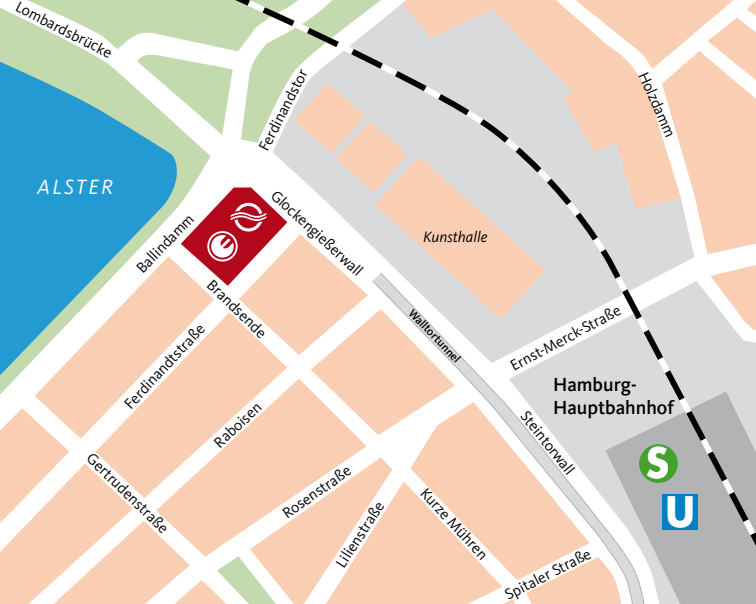 Lombardsbrücke
Ferdinandstor
Holzdamm
ALSTER
Glockengießerwall
Ballindamm
Kunsthalle
Brandsende
Walltortunnel
Ernst-Merck-Straße
Ferdinandtstraße
Hamburg-
Hauptbahnhof
Raboisen
Steintorwall
S
Gertrudenstraße
Rosenstraße
U
Kurze Mühren
Lilienstraße
Spitaler Straße